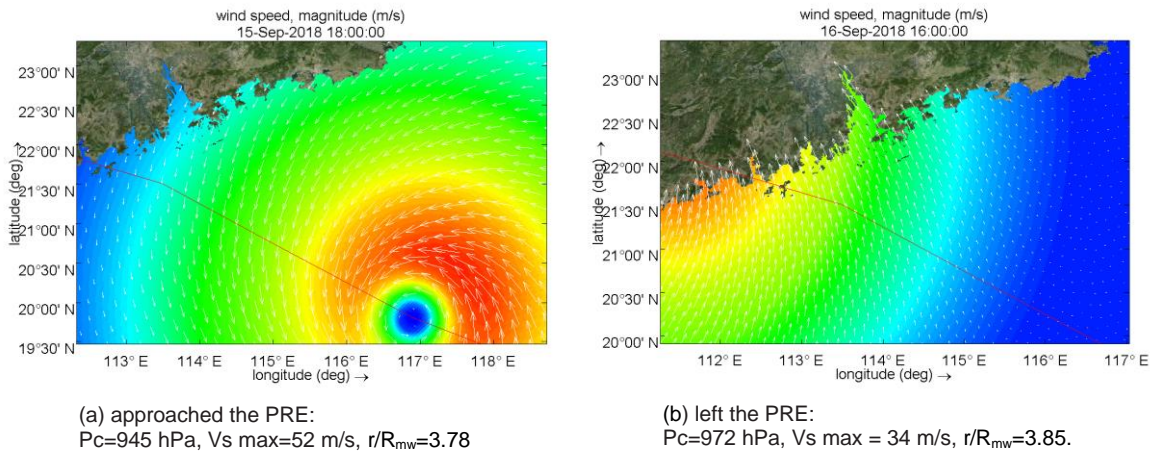 wind speed, magnitude (m/s)
15-Sep-2018 18:00:00
23°00' N
22°30' N
22°00' N
21°30' N
21°00' N
20°30' N
20°00' N
19°30' N
latitude (deg) →
113° E
114° E
115° E
116° E
117° E
118° E
longitude (deg) →
(a) approached the PRE:
Pc=945 hPa, Vs max=52 m/s, r/Rmw=3.78
wind speed, magnitude (m/s)
16-Sep-2018 16:00:00
23°00' N
22°30' N
22°00' N
21°30' N
21°00' N
20°30' N
20°00' N
latitude (deg) →
112° E
113° E
114° E
115° E
116° E
117° E
longitude (deg) →
(b) left the PRE:
Pc=972 hPa, Vs max = 34 m/s, r/Rmw=3.85.